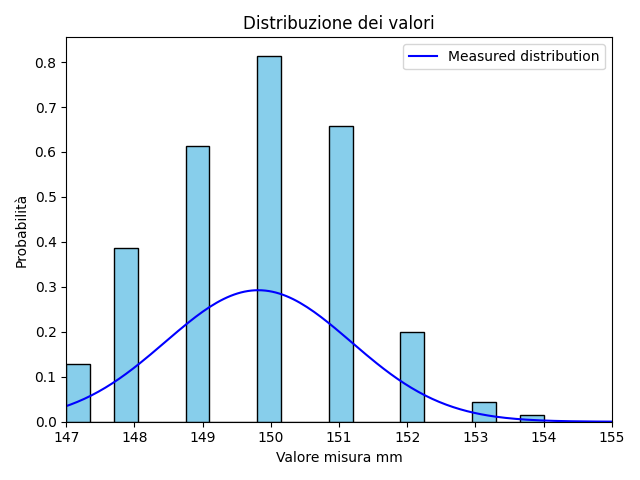 Distribuzione dei valori
Measured distribution
Probabilità
0.8
0.7
0.6
0.5
0.4
0.3
0.2
0.1
0.0
147 148 149 150 151 152 153 154 155
Valore misura mm